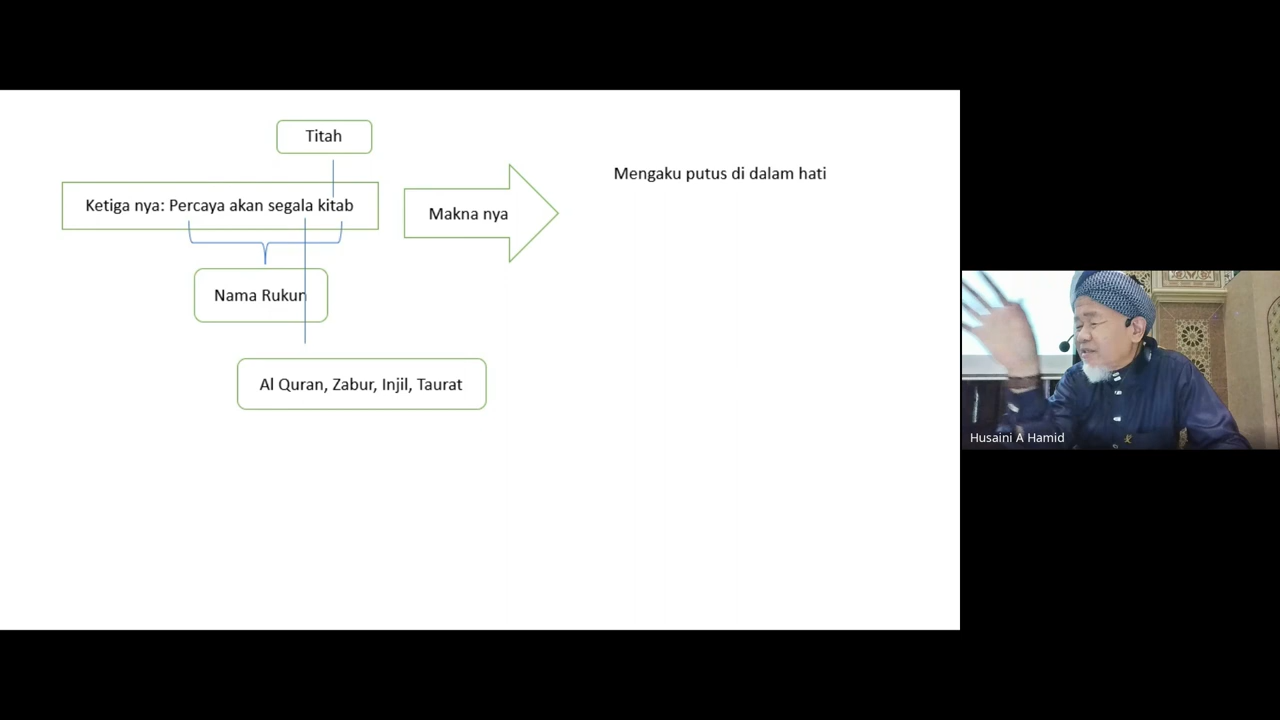 Titah
Ketiga nya: Percaya akan segala kitab
Makna nya
Mengaku putus di dalam hati
Nama Rukun
Al Quran, Zabur, Injil, Taurat
Husaini A Hamid